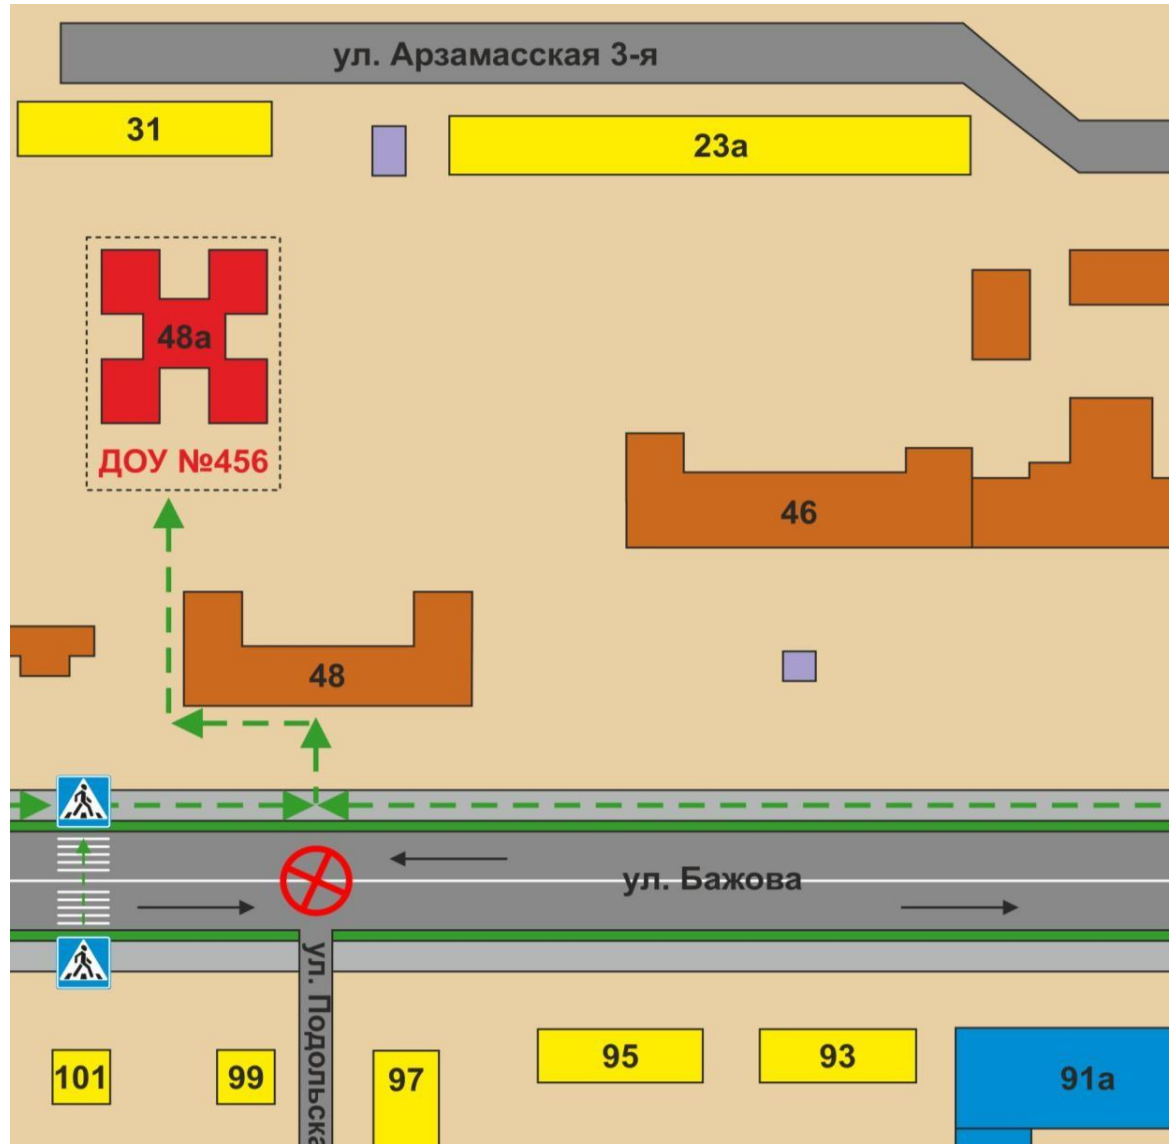 ул. Арзамасская 3-я
31
23а
48а
ДОУ №456
46
48
ул. Бажова
ул. Подольска
101
99
97
95
93
91а